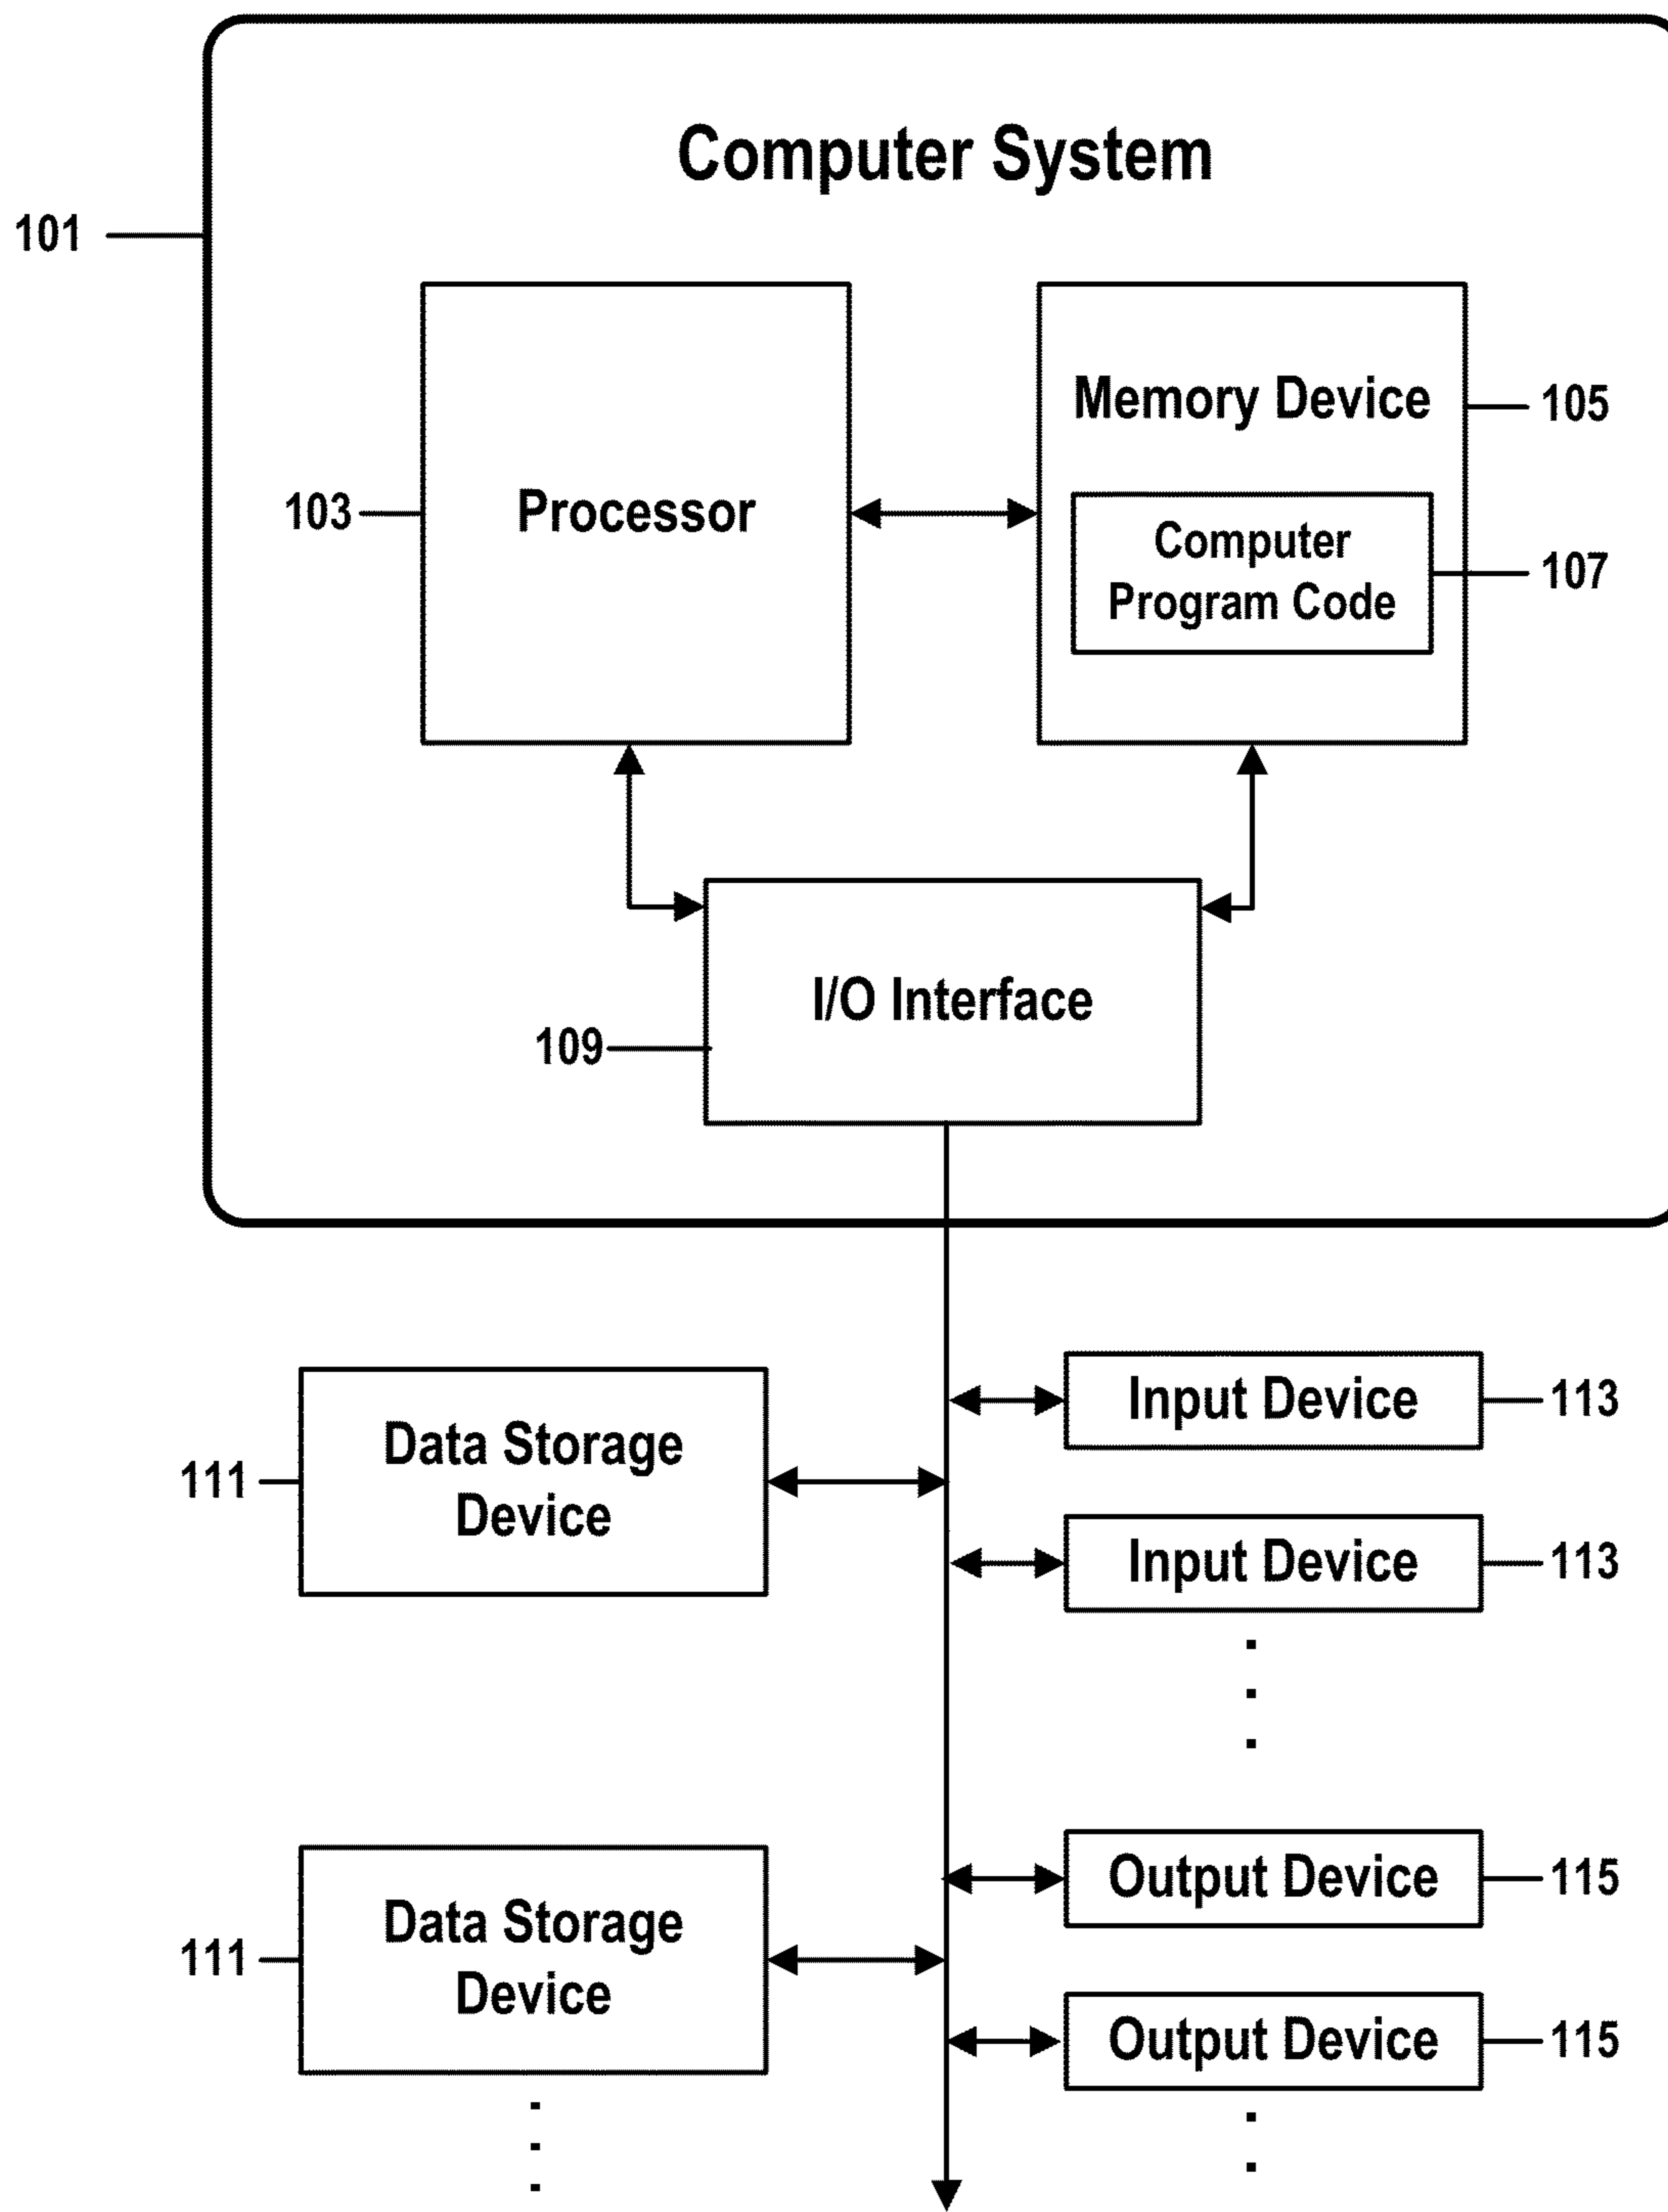 Computer System
101
Memory Device
105
103
Processor
Computer
Program Code
107
I/O Interface
109
Input Device
113
Data Storage
Device
111
Input Device
113
Output Device
115
Data Storage
Device
111
Output Device
115